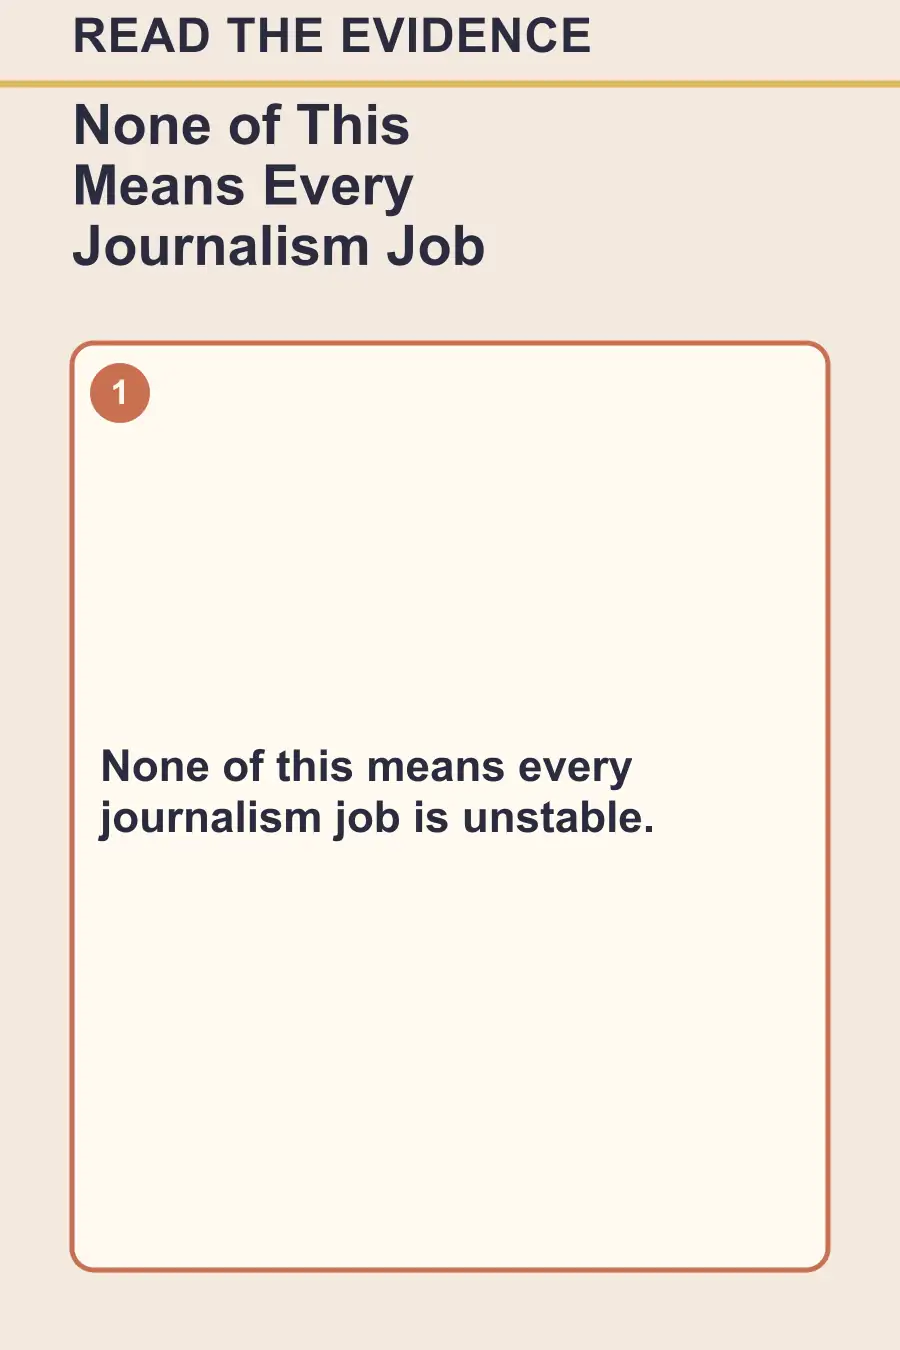 READ THE EVIDENCE
None of This
Means Every
Journalism Job
1
None of this means every
journalism job is unstable.